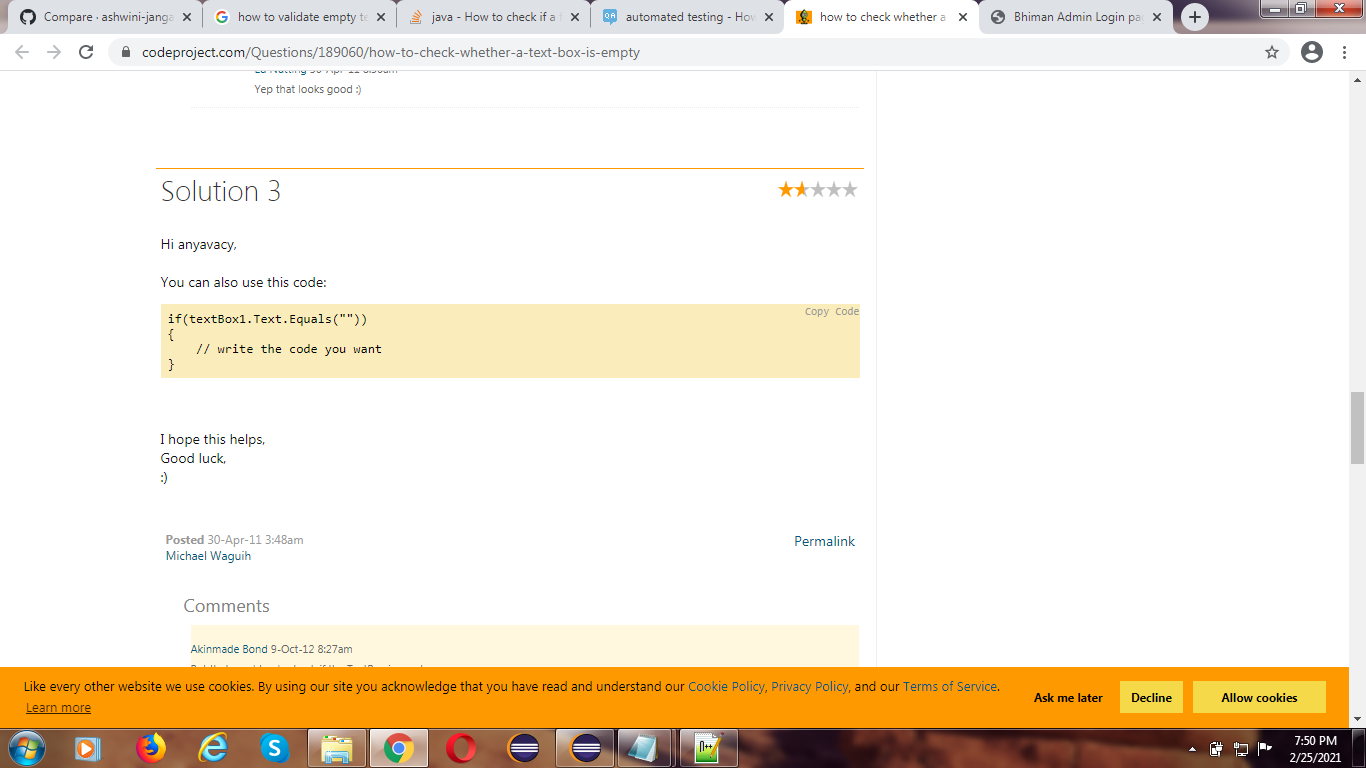 Compare · ashwini-janga
how to validate empty te
java - How to check if a
automated testing - How
how to check whether a
Bhiman Admin Login pa
codeproject.com/Questions/189060/how-to-check-whether-a-text-box-is-empty
Ed Nutting 30-Apr-11
Yep that looks good :)
Solution 3
Hi anyavacy,
You can also use this code:
Copy Code
if(textBox1.Text.Equals(""))
{
// write the code you want
}
I hope this helps,
Good luck,
:)
Posted 30-Apr-11 3:48am
Michael Waguih
Permalink
Comments
Akinmade Bond 9-Oct-12 8:27am
Like every other website we use cookies. By using our site you acknowledge that you have read and understand our Cookie Policy, Privacy Policy, and our Terms of Service.
Learn more
Ask me later
Decline
Allow cookies
7:50 PM
2/25/2021